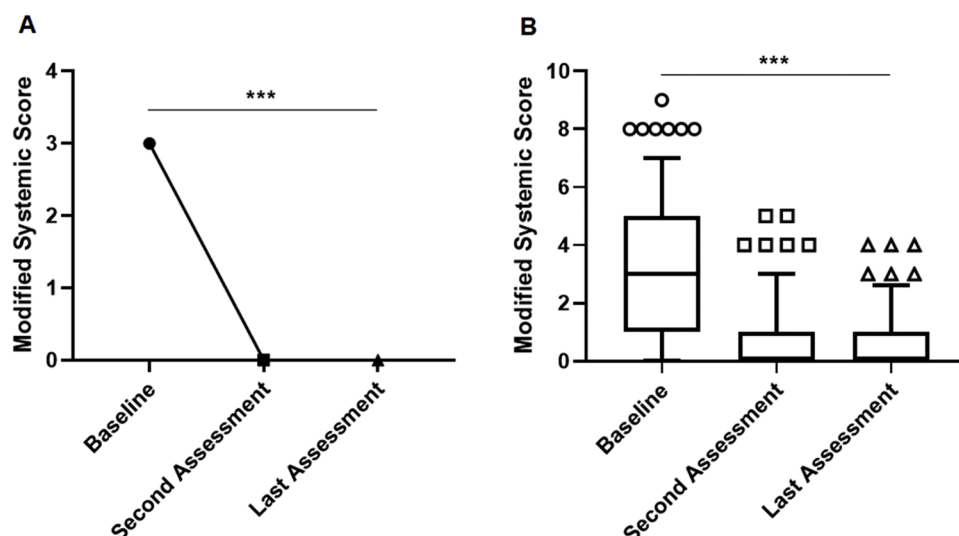 A
Modified Systemic Score
4
3
2
1
0
***
Baseline
Second Assessment
Last Assessment
B
Modified Systemic Score
10
8
6
4
2
0
***
Baseline
Second Assessment
Last Assessment